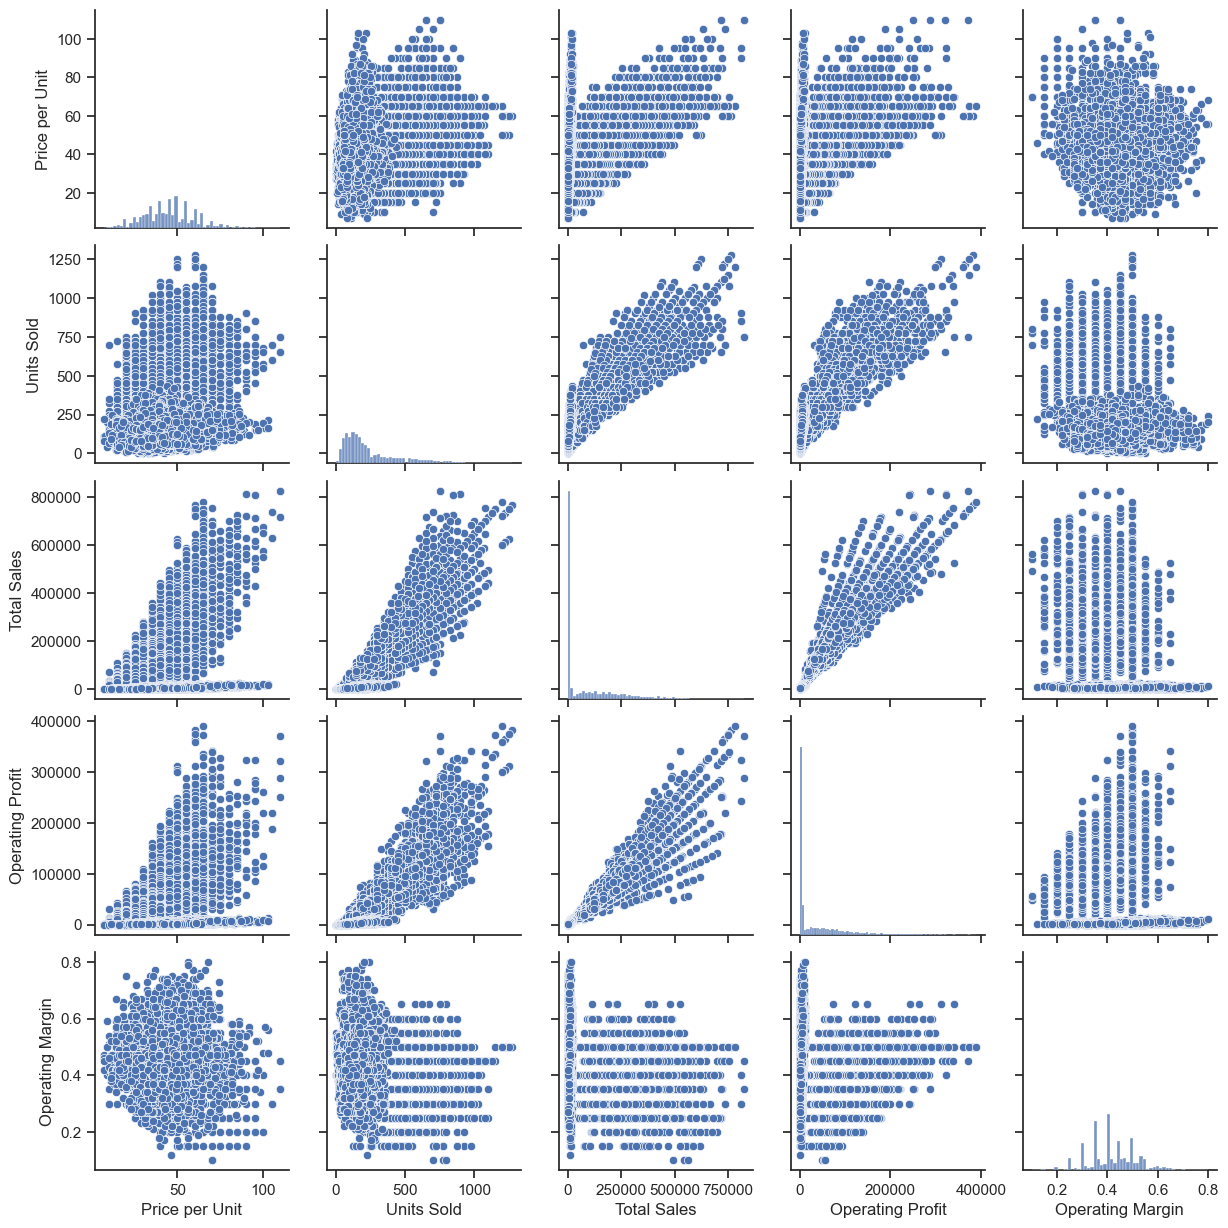 100
80
60
40
20
Price per Unit
1250
1000
750
500
250
0
Units Sold
800000
600000
400000
200000
0
Total Sales
400000
300000
200000
100000
0
Operating Profit
0.8
0.6
0.4
0.2
Operating Margin
50 100
Price per Unit
0 500 1000
Units Sold
0 250000 500000 750000
Total Sales
0 200000 400000
Operating Profit
0.2 0.4 0.6 0.8
Operating Margin